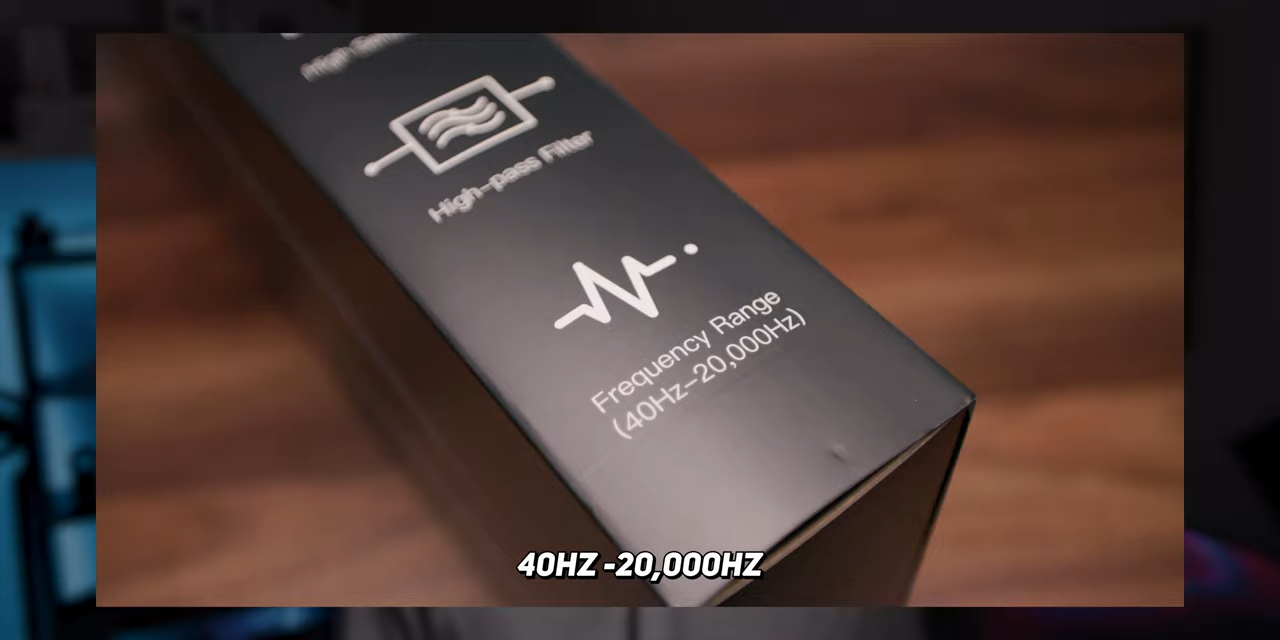 High-pass Filter
Frequency Range
(40Hz–20,000Hz)
40HZ -20,000HZ